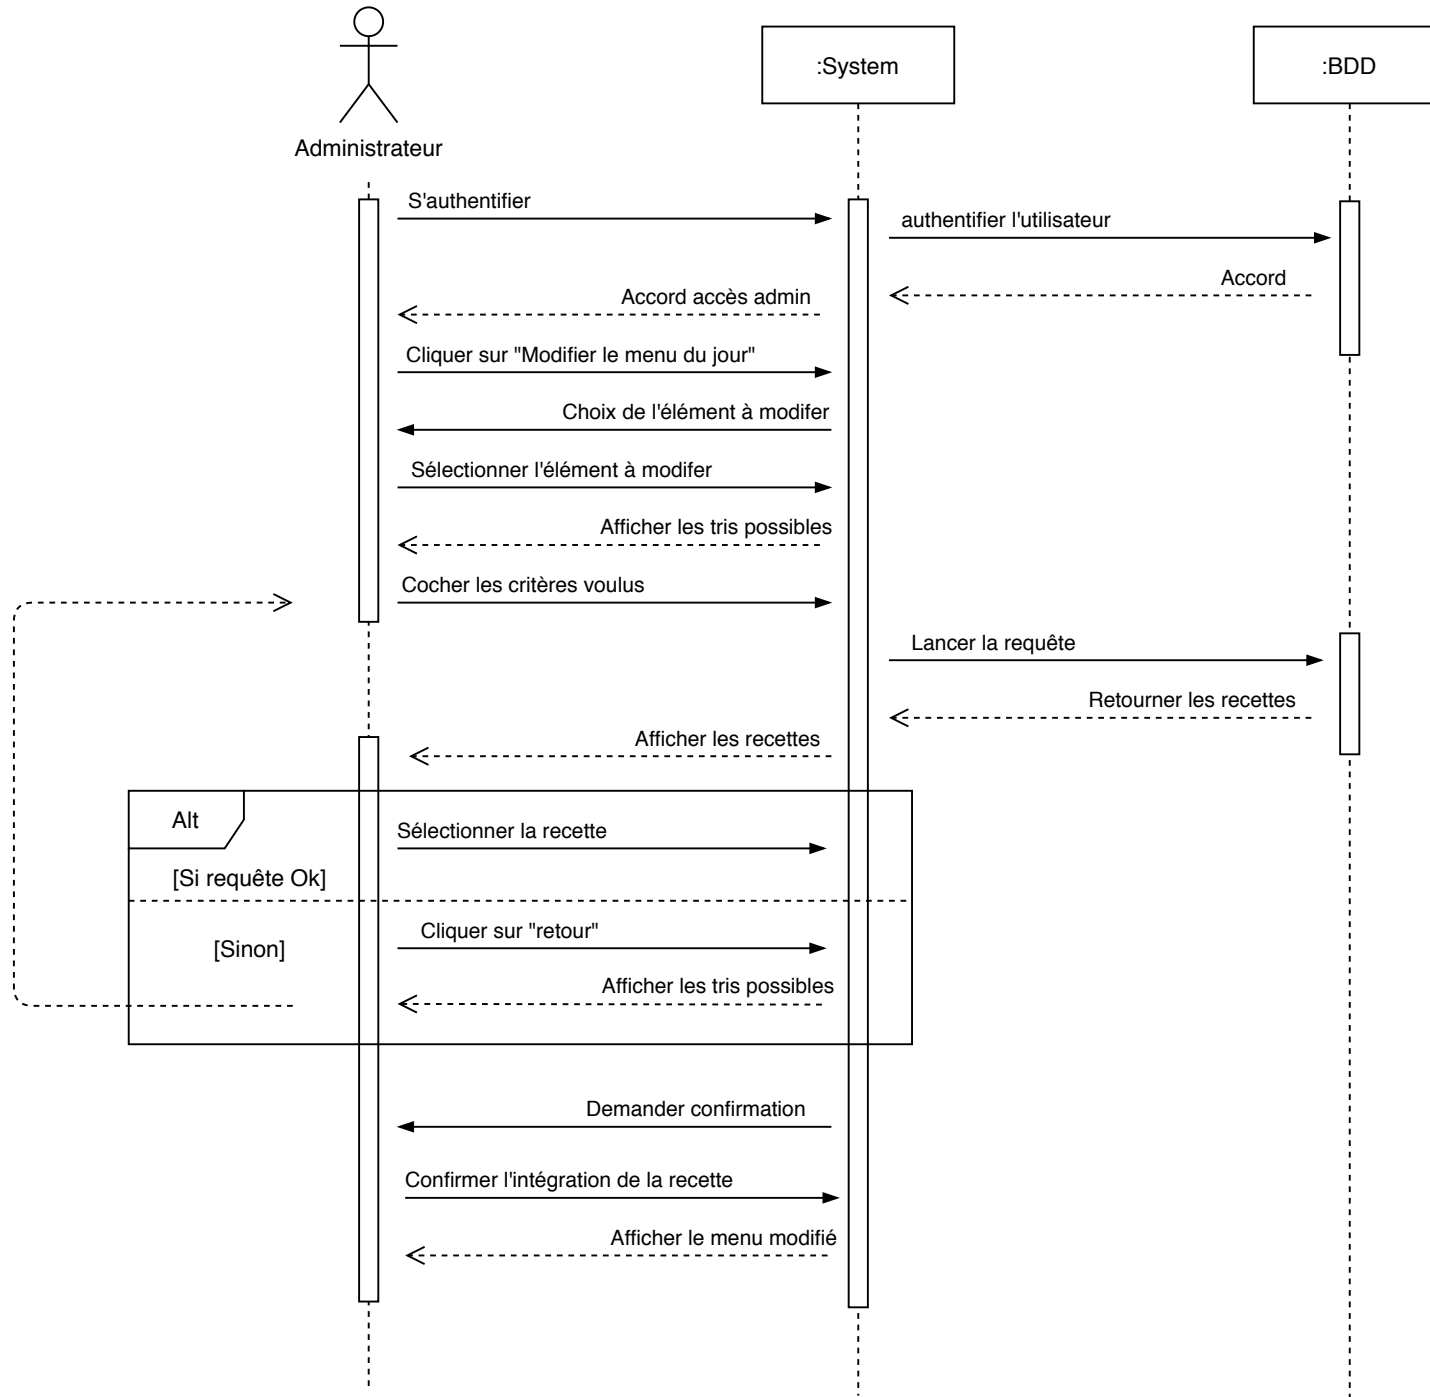 :System
:BDD
Administrateur
S'authentifier
authentifier l'utilisateur
Accord
Accord accès admin
Cliquer sur "Modifier le menu du jour"
Choix de l'élément à modifer
Sélectionner l'élément à modifer
Afficher les tris possibles
Cocher les critères voulus
Lancer la requête
Retourner les recettes
Afficher les recettes
Alt
Sélectionner la recette
[Si requête Ok]
Cliquer sur "retour"
[Sinon]
Afficher les tris possibles
Demander confirmation
Confirmer l'intégration de la recette
Afficher le menu modifié